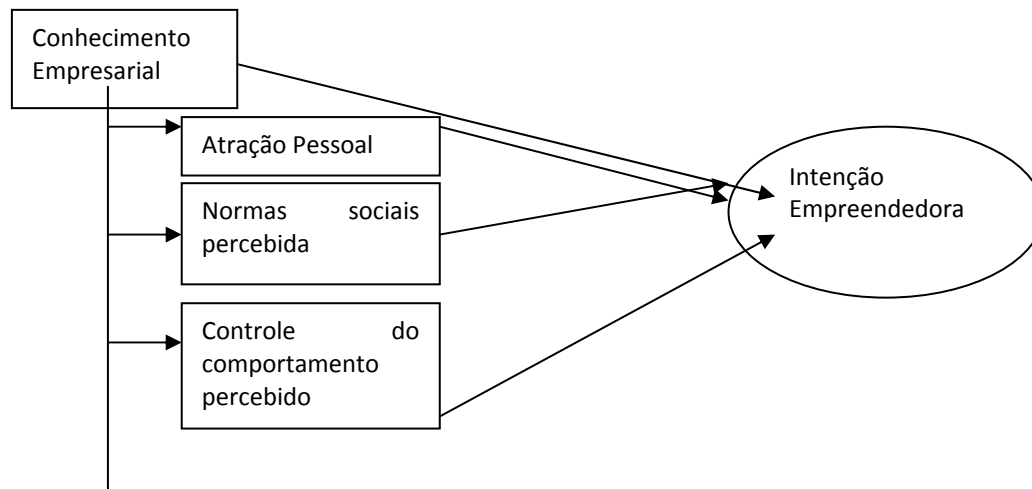 Conhecimento
Empresarial
Atração Pessoal
Normas sociais
percebida
Controle do
comportamento
percebido
Intenção
Empreendedora